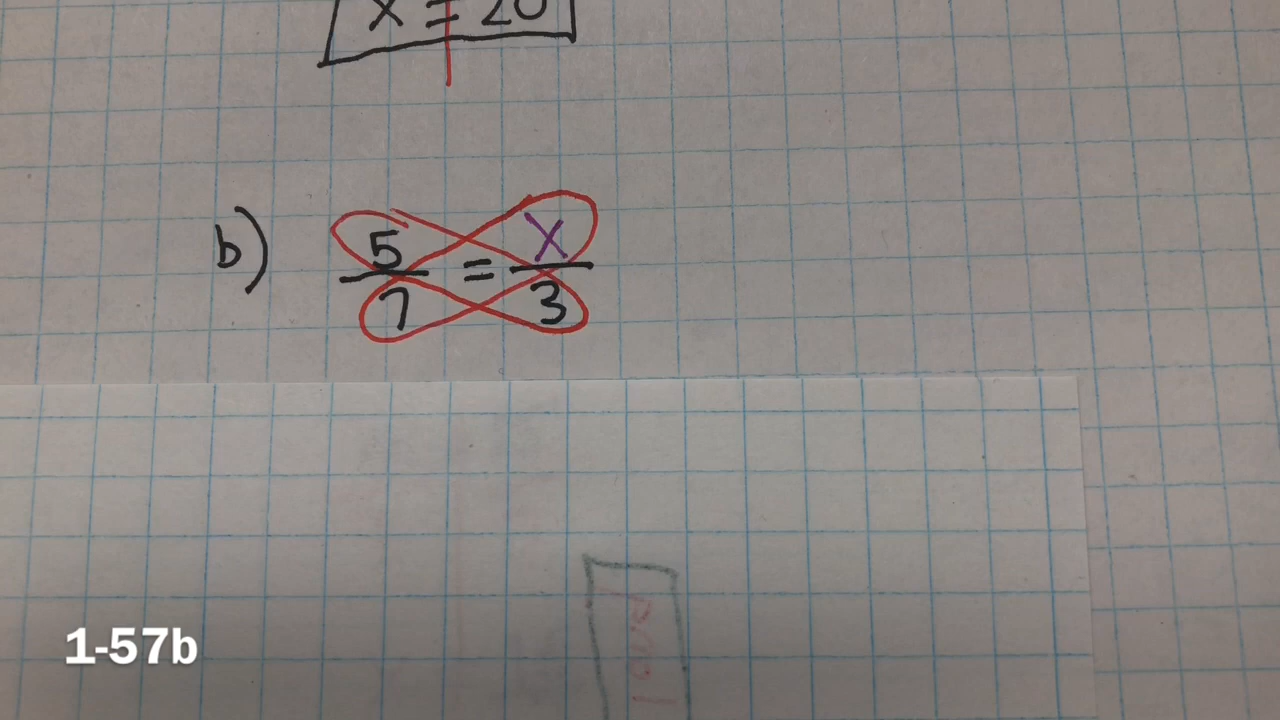 x = 20
b) 5/7 = x/3
1-57b